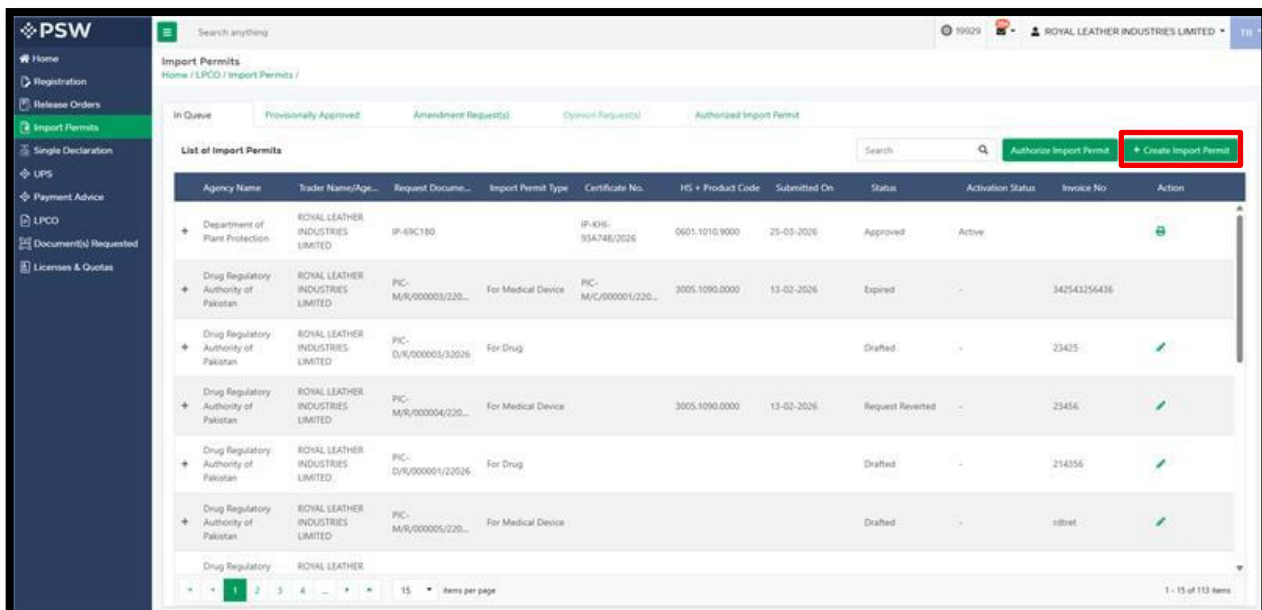 PSW
Search anything
19929
ROYAL LEATHER INDUSTRIES LIMITED
TR
Home
Registration
Release Orders
Import Permits
Single Declaration
UPS
Payment Advice
LPCO
Document(s) Requested
Licenses & Quotas
Import Permits
Home / LPCO / Import Permits /
In Queue Provisionally Approved Amendment Request(s) Opinion Request(s) Authorized Import Permit
List of Import Permits Search Authorize Import Permit + Create Import Permit
Agency Name Trader Name/Age... Request Docume... Import Permit Type Certificate No. HS + Product Code Submitted On Status Activation Status Invoice No Action
+ Department of Plant Protection ROYAL LEATHER INDUSTRIES LIMITED IP-69C1B0 IP-KHI-93A74B/2026 0601.1010.9000 25-03-2026 Approved Active
+ Drug Regulatory Authority of Pakistan ROYAL LEATHER INDUSTRIES LIMITED PIC-M/R/000003/220... For Medical Device PIC-M/C/000001/220... 3005.1090.0000 13-02-2026 Expired - 342543256436
+ Drug Regulatory Authority of Pakistan ROYAL LEATHER INDUSTRIES LIMITED PIC-D/R/000003/32026 For Drug Drafted - 23425
+ Drug Regulatory Authority of Pakistan ROYAL LEATHER INDUSTRIES LIMITED PIC-M/R/000004/220... For Medical Device 3005.1090.0000 13-02-2026 Request Reverted - 23456
+ Drug Regulatory Authority of Pakistan ROYAL LEATHER INDUSTRIES LIMITED PIC-D/R/000001/22026 For Drug Drafted - 214356
+ Drug Regulatory Authority of Pakistan ROYAL LEATHER INDUSTRIES LIMITED PIC-M/R/000005/220... For Medical Device Drafted - rdtret
Drug Regulatory ROYAL LEATHER
1 2 3 4 ... 15 items per page 1 - 15 of 113 items